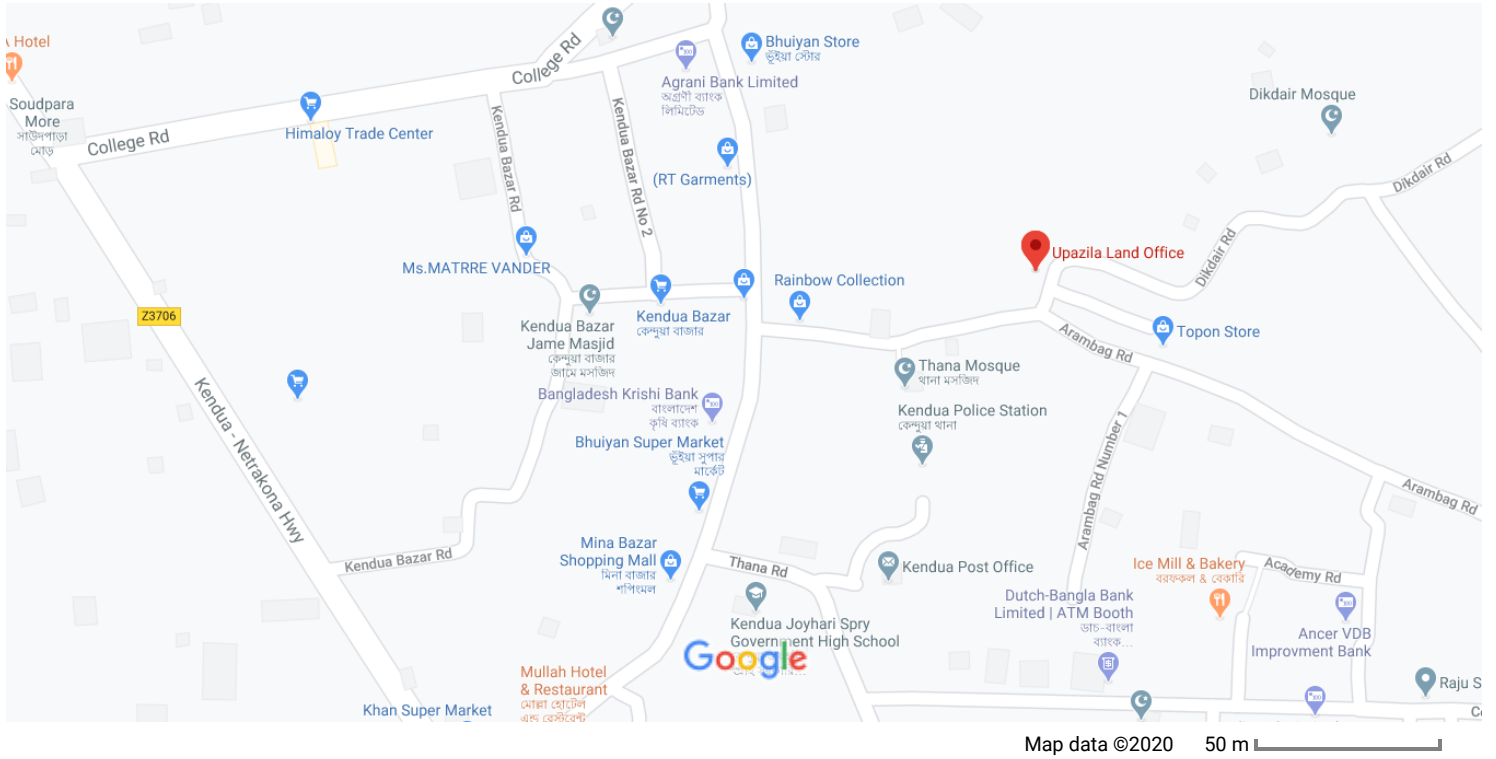 A Hotel
Soudpara
More
সাউদপাড়া
মোড়
College Rd
Himaloy Trade Center
College Rd
Agrani Bank Limited
অগ্রণী ব্যাংক
লিমিটেড
Bhuiyan Store
ভূঁইয়া স্টোর
Dikdair Mosque
Kendua Bazar Rd
Kendua Bazar Rd No 2
(RT Garments)
Dikdair Rd
Dikdair Rd
Upazila Land Office
Ms.MATRRE VANDER
Rainbow Collection
Z3706
Kendua Bazar
Jame Masjid
কেন্দুয়া বাজার
জামে মসজিদ
Kendua Bazar
কেন্দুয়া বাজার
Topon Store
Arambag Rd
Thana Mosque
থানা মসজিদ
Bangladesh Krishi Bank
বাংলাদেশ
কৃষি ব্যাংক
Kendua Police Station
কেন্দুয়া থানা
Kendua - Netrakona Hwy
Bhuiyan Super Market
ভূঁইয়া সুপার
মার্কেট
Arambag Rd Number 1
Arambag Rd
Kendua Bazar Rd
Mina Bazar
Shopping Mall
মিনা বাজার
শপিংমল
Thana Rd
Kendua Post Office
Ice Mill & Bakery
বরফকল & বেকারি
Academy Rd
Dutch-Bangla Bank
Limited | ATM Booth
ডাচ-বাংলা
ব্যাংক...
Kendua Joyhari Spry
Government High School
Ancer VDB
Improvment Bank
Google
Mullah Hotel
& Restaurant
মোল্লা হোটেল
এন্ড রেস্টুরেন্ট
Khan Super Market
Raju S
Map data ©2020 50 m